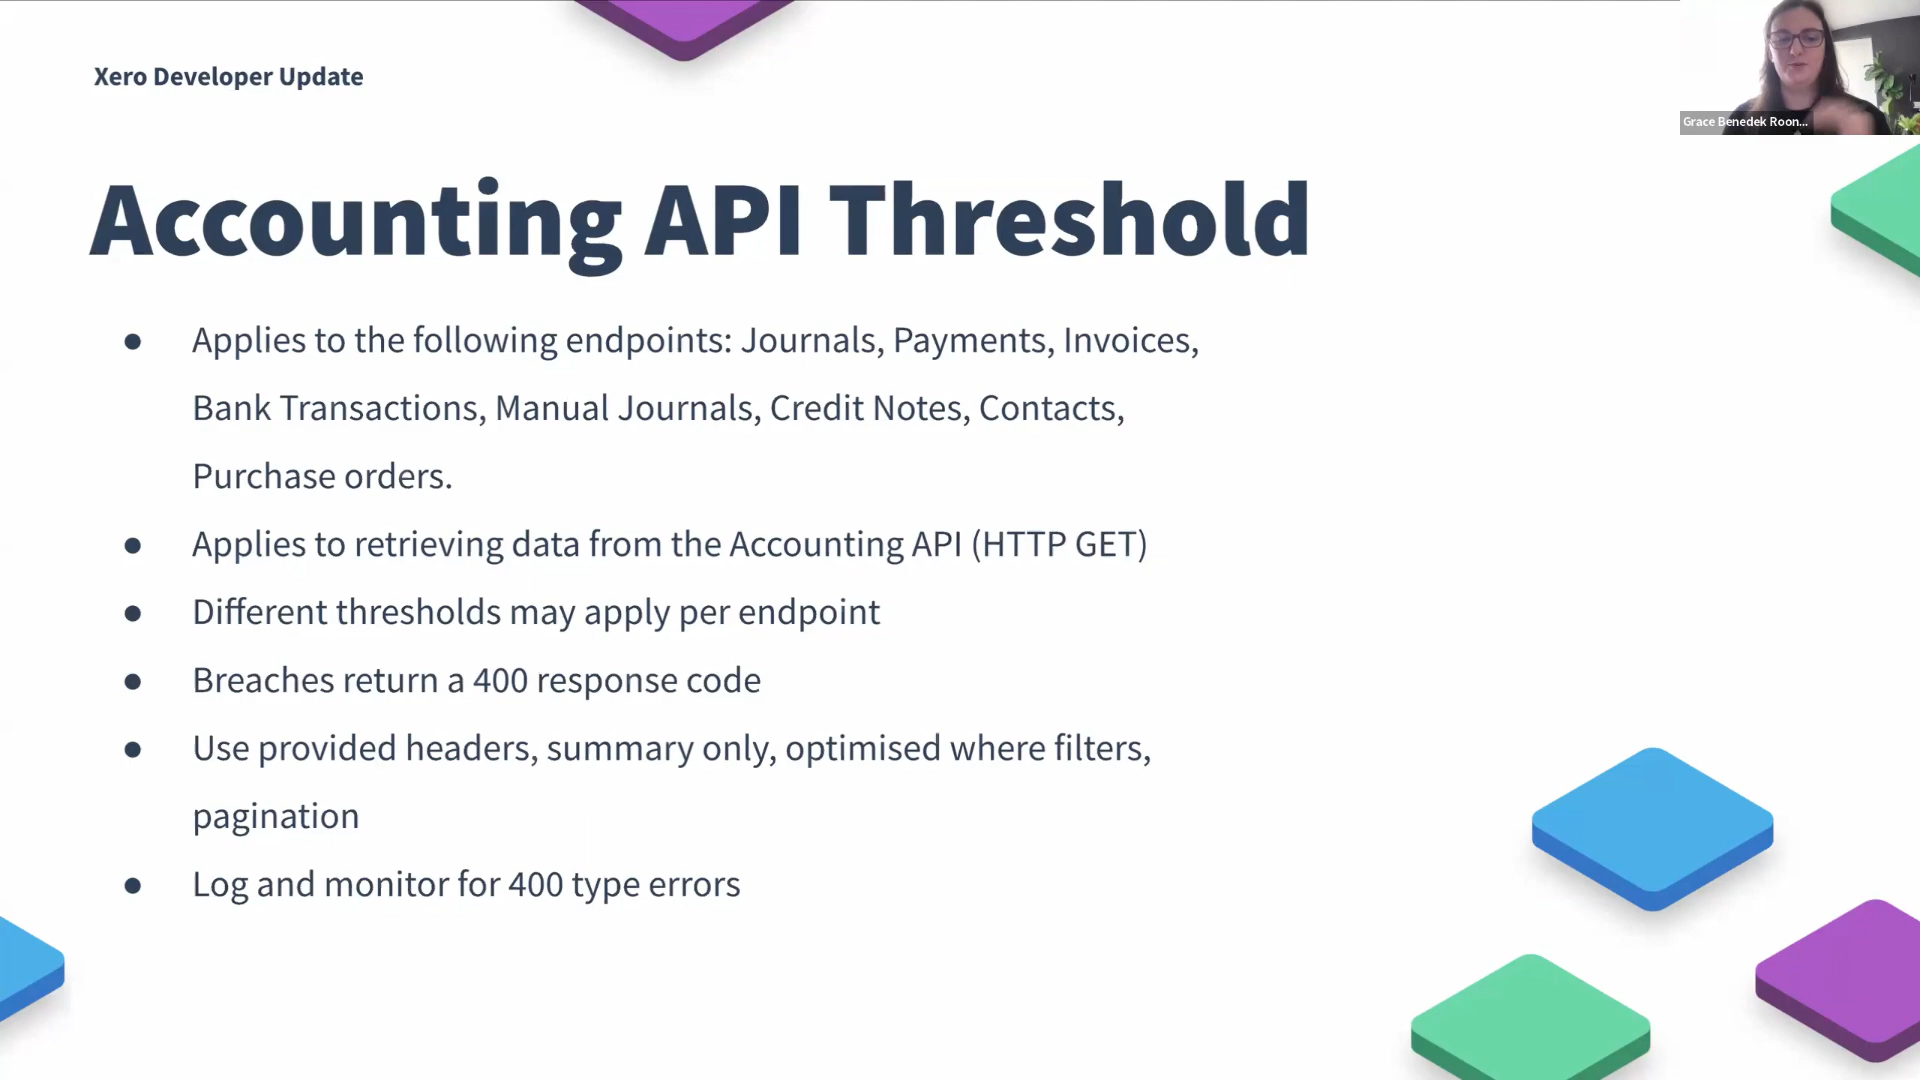 Xero Developer Update
Grace Benedek Roon...
Accounting API Threshold
● Applies to the following endpoints: Journals, Payments, Invoices,
Bank Transactions, Manual Journals, Credit Notes, Contacts,
Purchase orders.
● Applies to retrieving data from the Accounting API (HTTP GET)
● Different thresholds may apply per endpoint
● Breaches return a 400 response code
● Use provided headers, summary only, optimised where filters,
pagination
● Log and monitor for 400 type errors